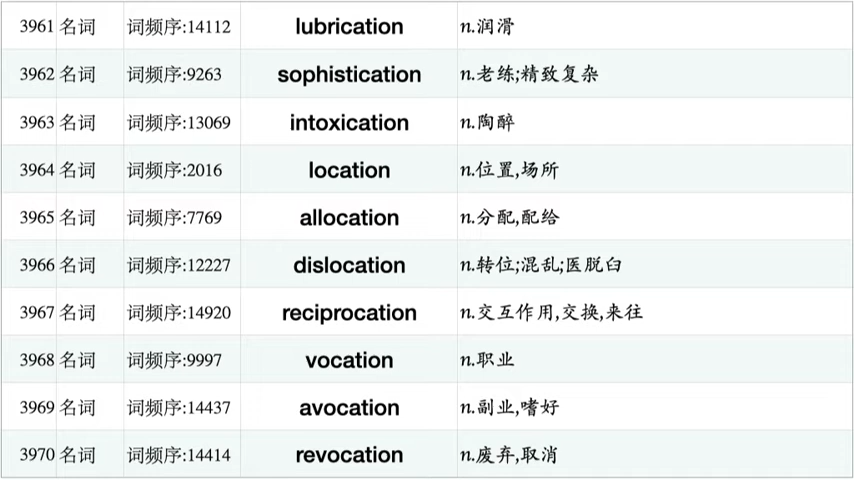 3961 名词 词频序:14112 lubrication n.润滑
3962 名词 词频序:9263 sophistication n.老练;精致复杂
3963 名词 词频序:13069 intoxication n.陶醉
3964 名词 词频序:2016 location n.位置,场所
3965 名词 词频序:7769 allocation n.分配,配给
3966 名词 词频序:12227 dislocation n.转位;混乱;医脱臼
3967 名词 词频序:14920 reciprocation n.交互作用,交换,来往
3968 名词 词频序:9997 vocation n.职业
3969 名词 词频序:14437 avocation n.副业,嗜好
3970 名词 词频序:14414 revocation n.废弃,取消